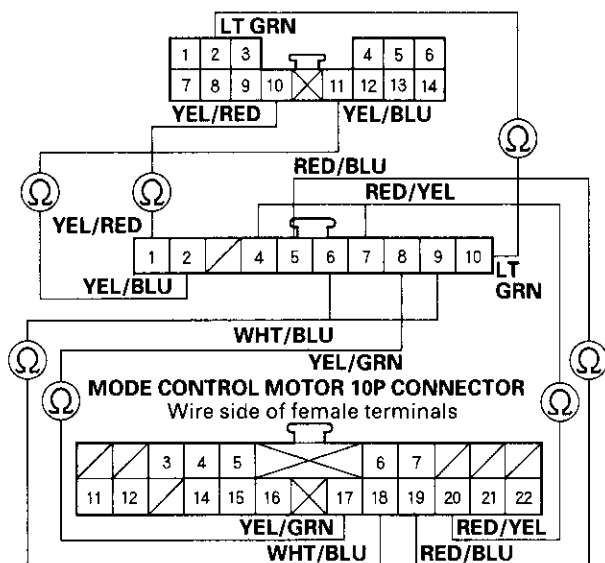 LT GRN
1 2 3 4 5 6
7 8 9 10 11 12 13 14
YEL/RED YEL/BLU
Ω Ω Ω
RED/BLU
RED/YEL
YEL/RED
1 2 4 5 6 7 8 9 10
YEL/BLU
LT
GRN
WHT/BLU
YEL/GRN
Ω Ω Ω Ω
MODE CONTROL MOTOR 10P CONNECTOR
Wire side of female terminals
3 4 5 6 7
11 12 14 15 16 17 18 19 20 21 22
YEL/GRN RED/YEL
WHT/BLU RED/BLU